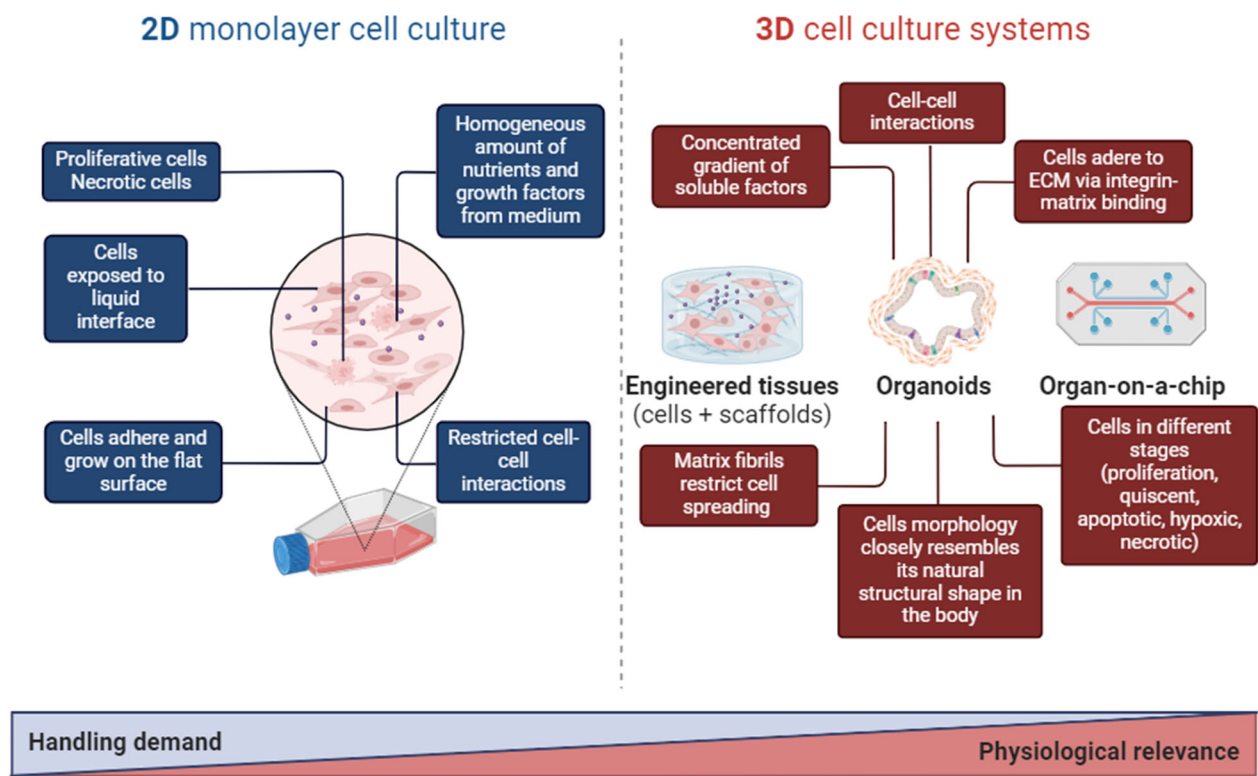 2D monolayer cell culture
Proliferative cells
Necrotic cells
Homogeneous
amount of
nutrients and
growth factors
from medium
Cells
exposed to
liquid
interface
Cells adhere and
grow on the flat
surface
Restricted cell-
cell
interactions
3D cell culture systems
Concentrated
gradient of
soluble factors
Cell-cell
interactions
Cells adere to
ECM via integrin-
matrix binding
Engineered tissues
(cells + scaffolds)
Organoids
Organ-on-a-chip
Matrix fibrils
restrict cell
spreading
Cells morphology
closely resembles
its natural
structural shape in
the body
Cells in different
stages
(proliferation,
quiscent,
apoptotic, hypoxic,
necrotic)
Handling demand
Physiological relevance